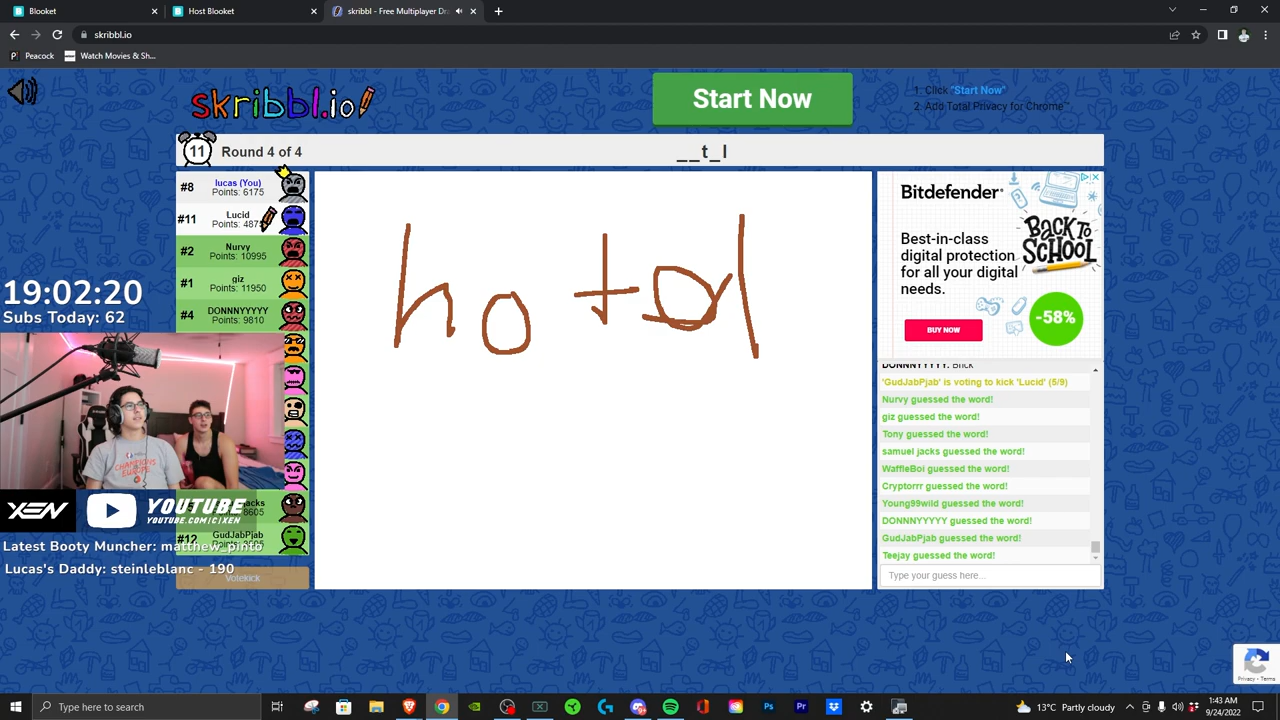 Blooket
Host Blooket
skribbl - Free Multiplayer Dr
skribbl.io
Peacock
Watch Movies & Sh...
skribbl.io
Start Now
1. Click "Start Now"
2. Add Total Privacy for Chrome™
11
Round 4 of 4
__t_l
#8
lucas (You)
Points: 6175
#11
Lucid
Points: 4875
#2
Nurvy
Points: 10995
#1
giz
Points: 11950
#4
DONNNYYYYY
Points: 9810
#12
GudJabPjab
Votekick
19:02:20
Subs Today: 62
CHAMPIONS
EUROPE
XEN
YOUTUBE
YOUTUBE.COM/C/XEN
Latest Booty Muncher: matthew_pinto
Lucas's Daddy: steinleblanc - 190
hotel
Bitdefender
BACK TO
SCHOOL
Best-in-class
digital protection
for all your digital
needs.
BUY NOW
-58%
DONNNYYYYY: Brick
'GudJabPjab' is voting to kick 'Lucid' (5/9)
Nurvy guessed the word!
giz guessed the word!
Tony guessed the word!
samuel jacks guessed the word!
WaffleBoi guessed the word!
Cryptorrr guessed the word!
Young99wild guessed the word!
DONNNYYYYY guessed the word!
GudJabPjab guessed the word!
Teejay guessed the word!
Type your guess here...
Privacy - Terms
Type here to search
13°C Partly cloudy
1:43 AM
9/24/2022